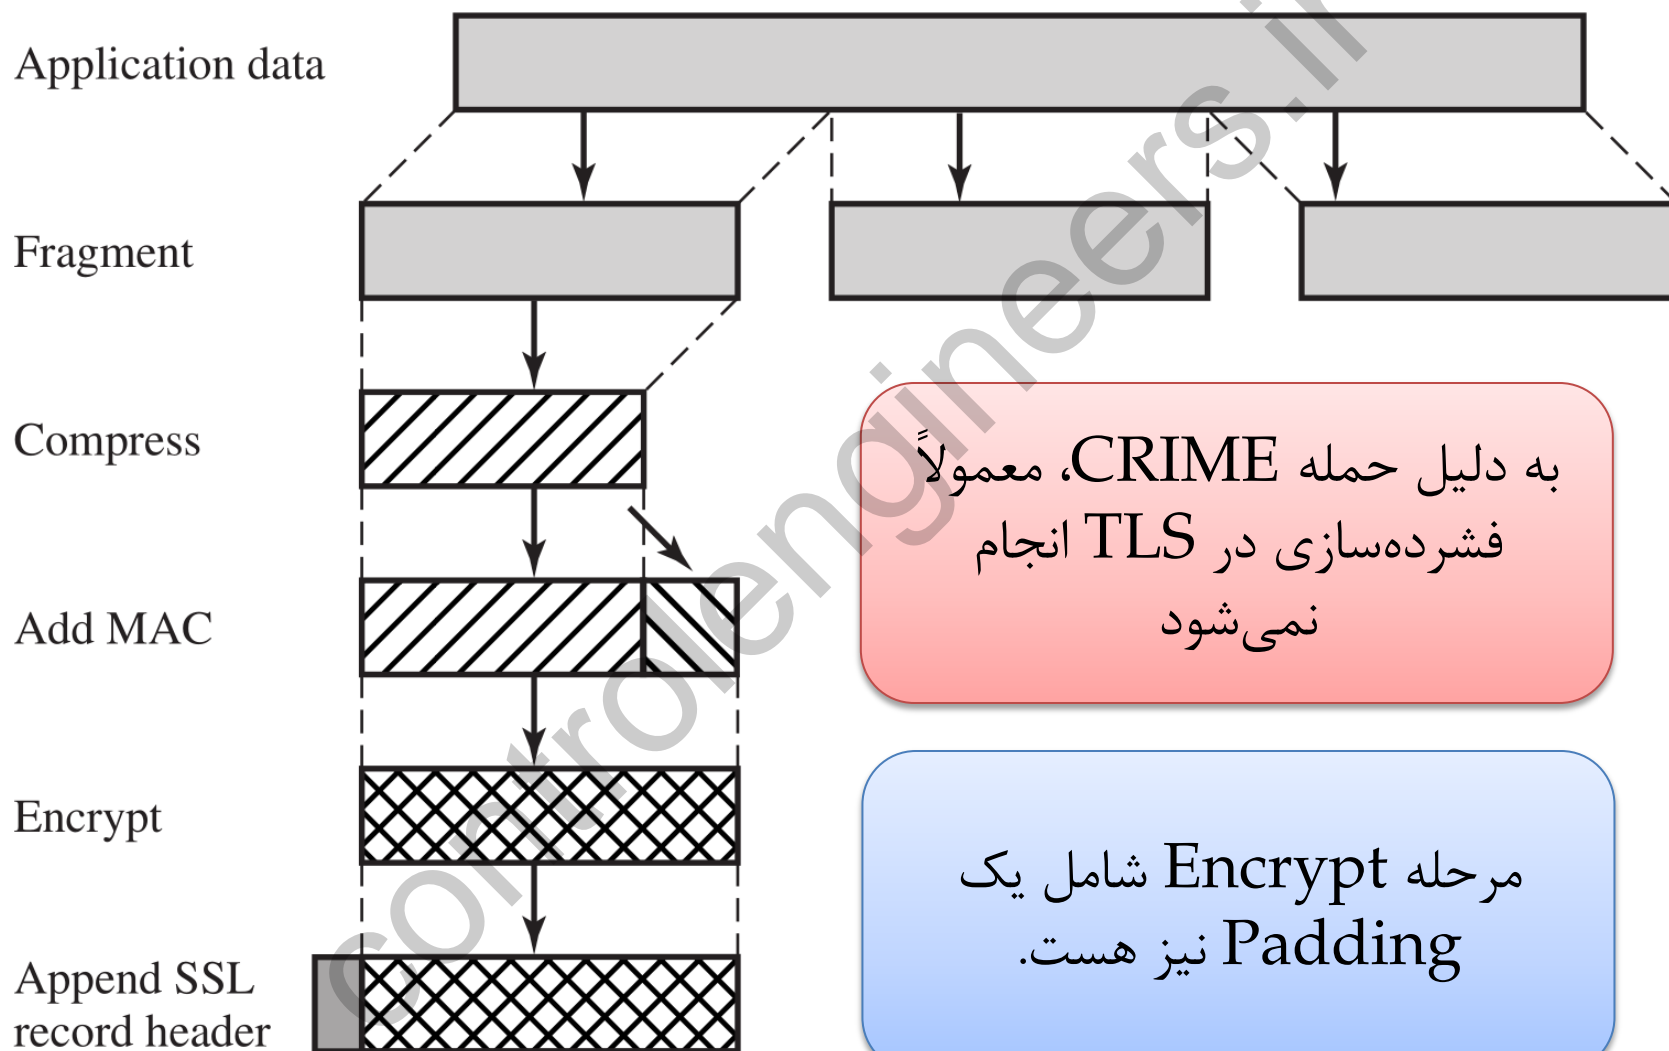 Application data
Fragment
Compress
به دلیل حمله CRIME، معمولاً
فشرده‌سازی در TLS انجام
نمی‌شود
Add MAC
Encrypt
مرحله Encrypt شامل یک
Padding نیز هست.
Append SSL
record header
controlengineers.ir